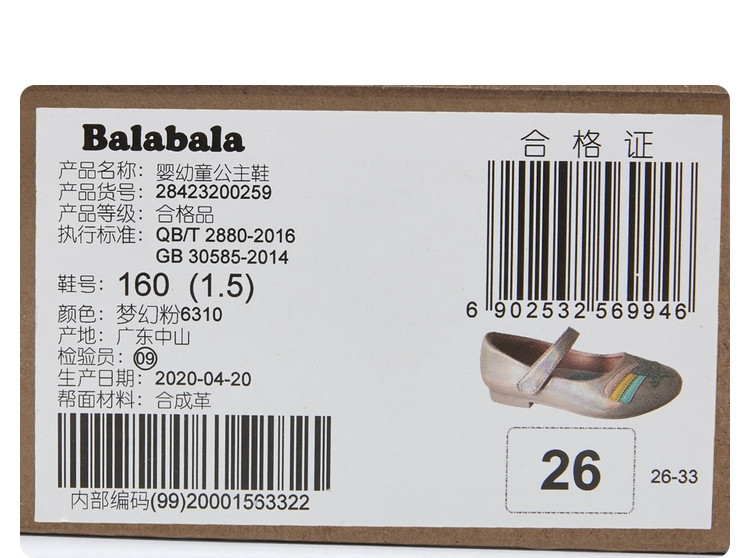 Balabala
产品名称：婴幼童公主鞋
产品货号：28423200259
产品等级：合格品
执行标准：QB/T 2880-2016
GB 30585-2014
鞋号：160 (1.5)
颜色：梦幻粉6310
产地：广东中山
检验员：09
生产日期：2020-04-20
帮面材料：合成革
内部编码(99)20001563322
合格证
6 902532 569946
26
26-33